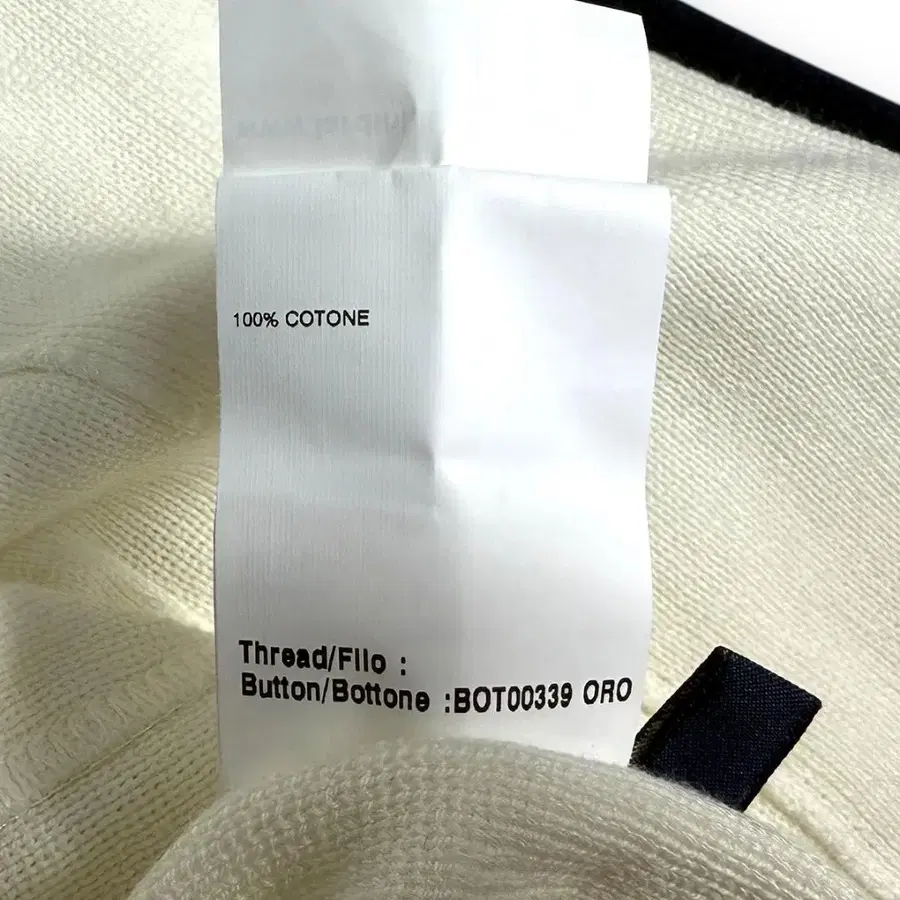 100% COTONE
Thread/Filo :
Button/Bottone :BOT00339 ORO